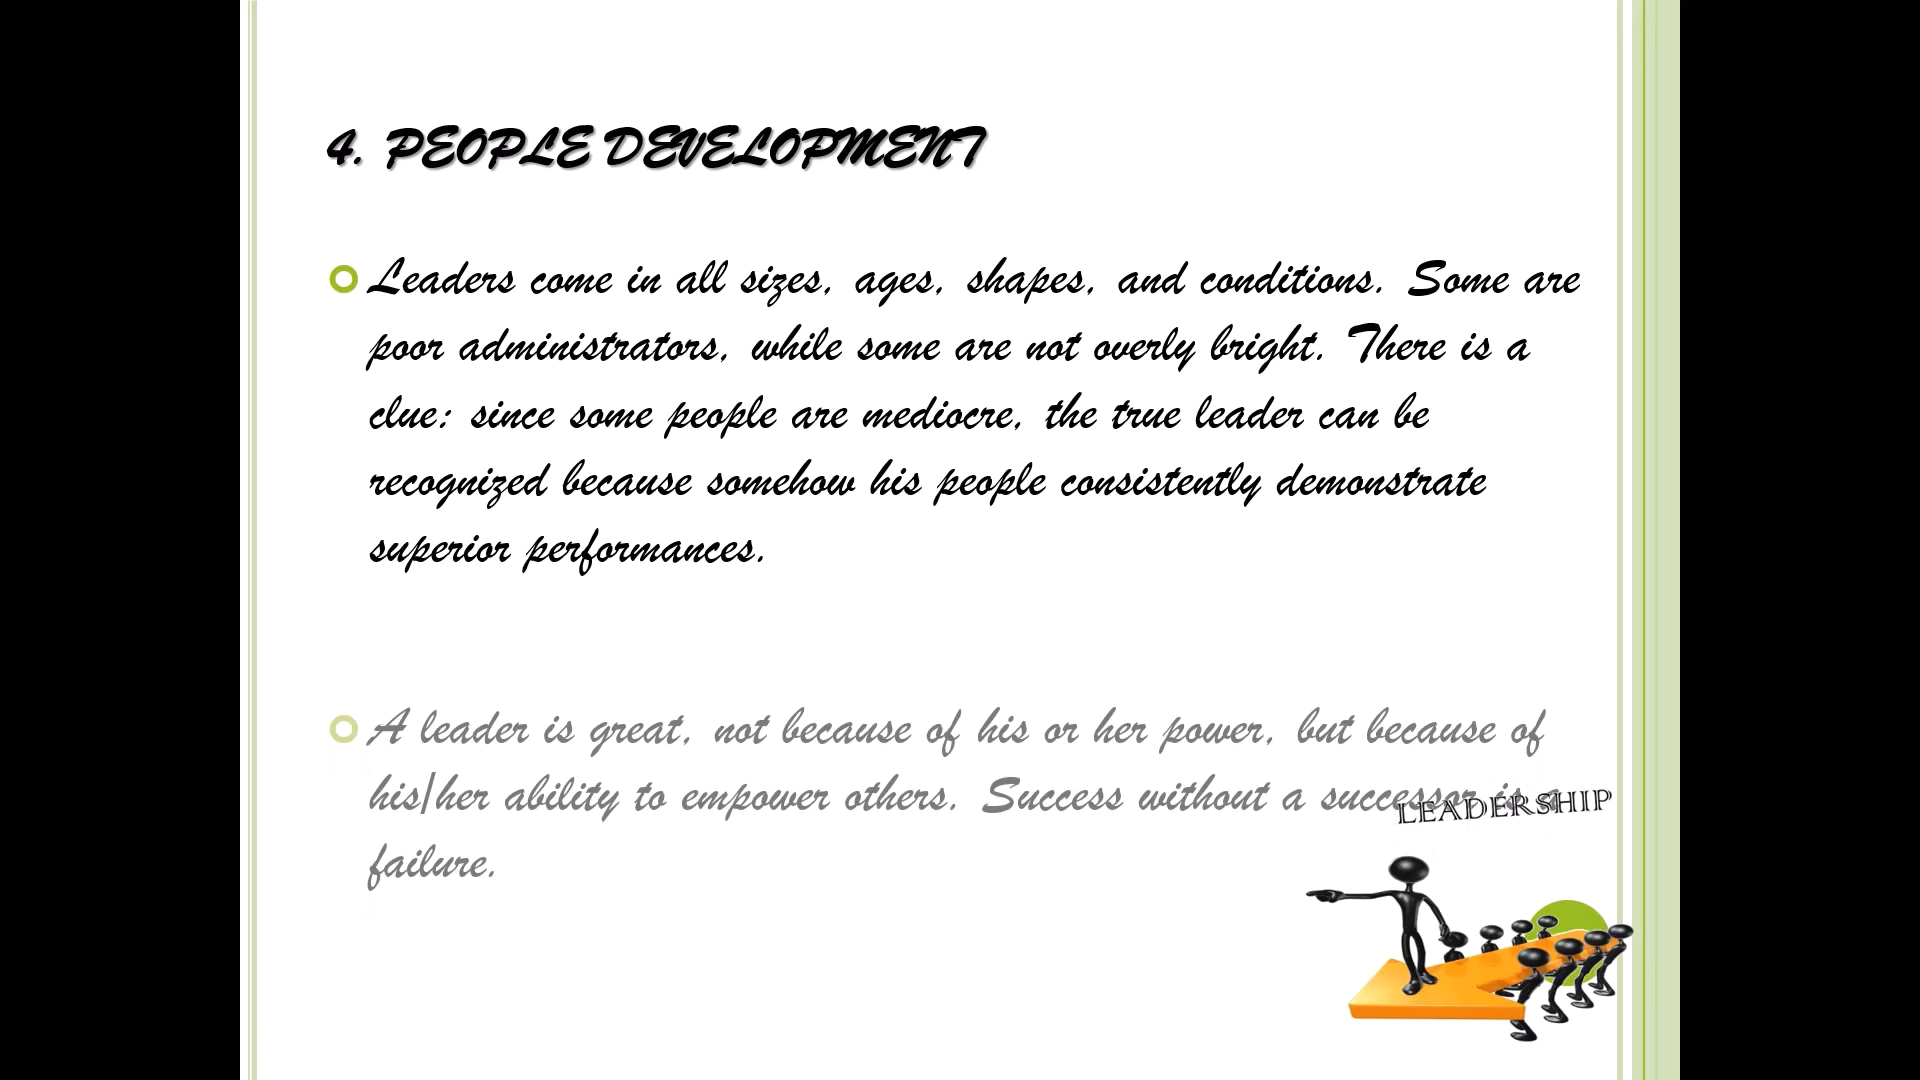 4. PEOPLE DEVELOPMENT
Leaders come in all sizes, ages, shapes, and conditions. Some are
poor administrators, while some are not overly bright. There is a
clue: since some people are mediocre, the true leader can be
recognized because somehow his people consistently demonstrate
superior performances.
A leader is great, not because of his or her power, but because of
his/her ability to empower others. Success without a successor is a
failure.
LEADERSHIP